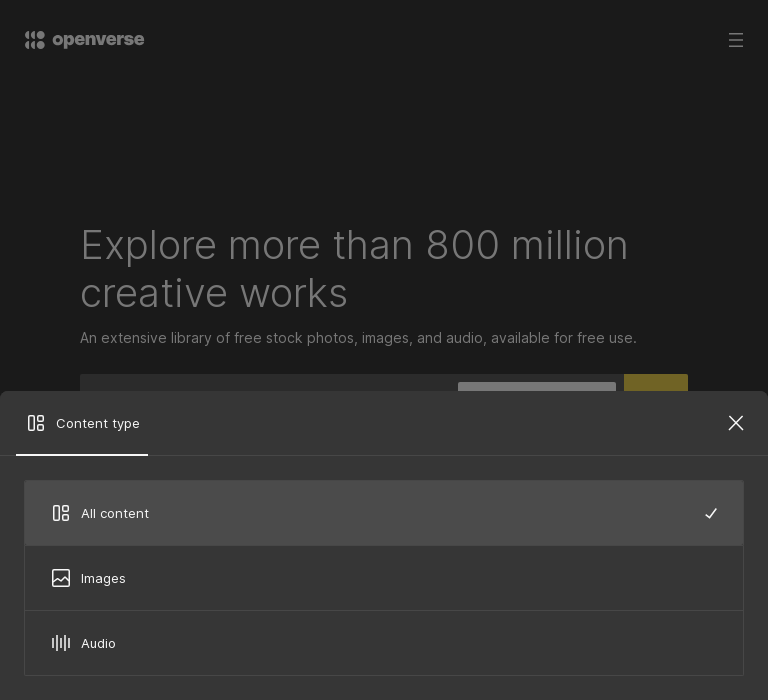 openverse
Explore more than 800 million
creative works
An extensive library of free stock photos, images, and audio, available for free use.
Content type
All content
Images
Audio